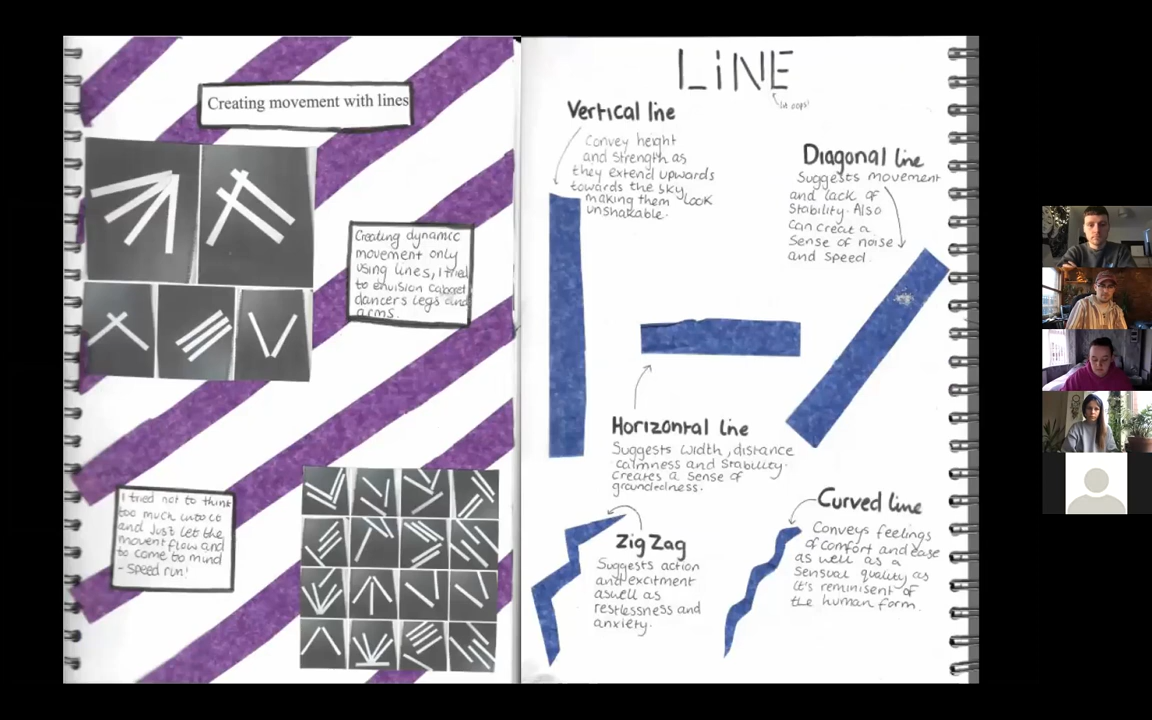 Creating movement with lines
Creating dynamic
movement only
using lines, I tried
to envision cabaret
dancers legs and
arms.
I tried not to think
too much into it
and just let the
movent flow and
to come to mind
- speed run!
LiNE
Vertical line
Convey height
and strength as
they extend upwards
towards the sky
making them look
unshakable.
Diagonal line
Suggests movement
and lack of
Stability. Also
can creat a
sense of noise
and speed.
Horizontal line
Suggests width, distance
calmness and stability.
Creates a sense of
groundedness.
Zig Zag
Suggests action
and excitment
aswell as
restlessness and
anxiety.
Curved line
Conveys feelings
of comfort and ease
as well as a
sensual quality as
it's reminisent of
the human form.